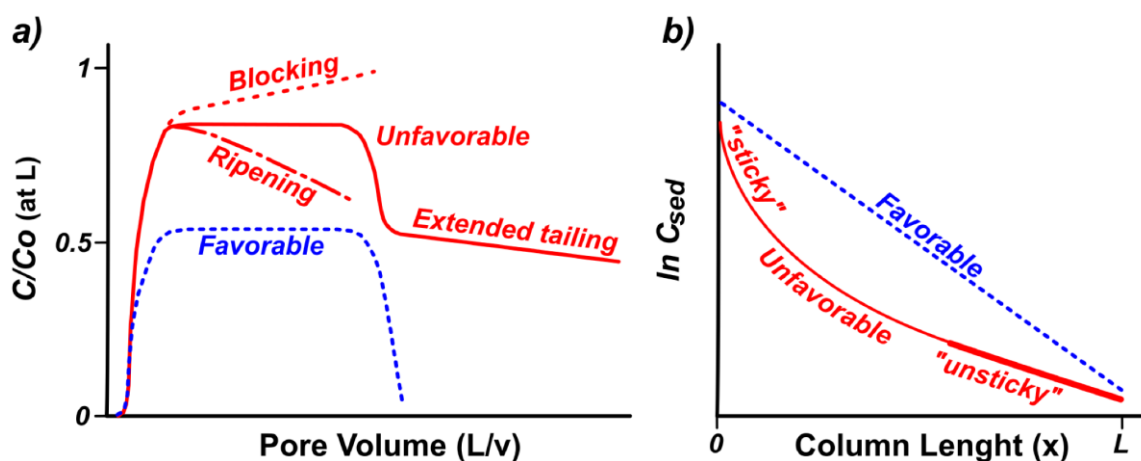 a)
1
0.5
0
C/Co (at L)
Blocking
Ripening
Unfavorable
Favorable
Extended tailing
Pore Volume (L/v)
b)
ln Csed
"sticky"
Unfavorable
Favorable
"unsticky"
0
Column Lenght (x)
L